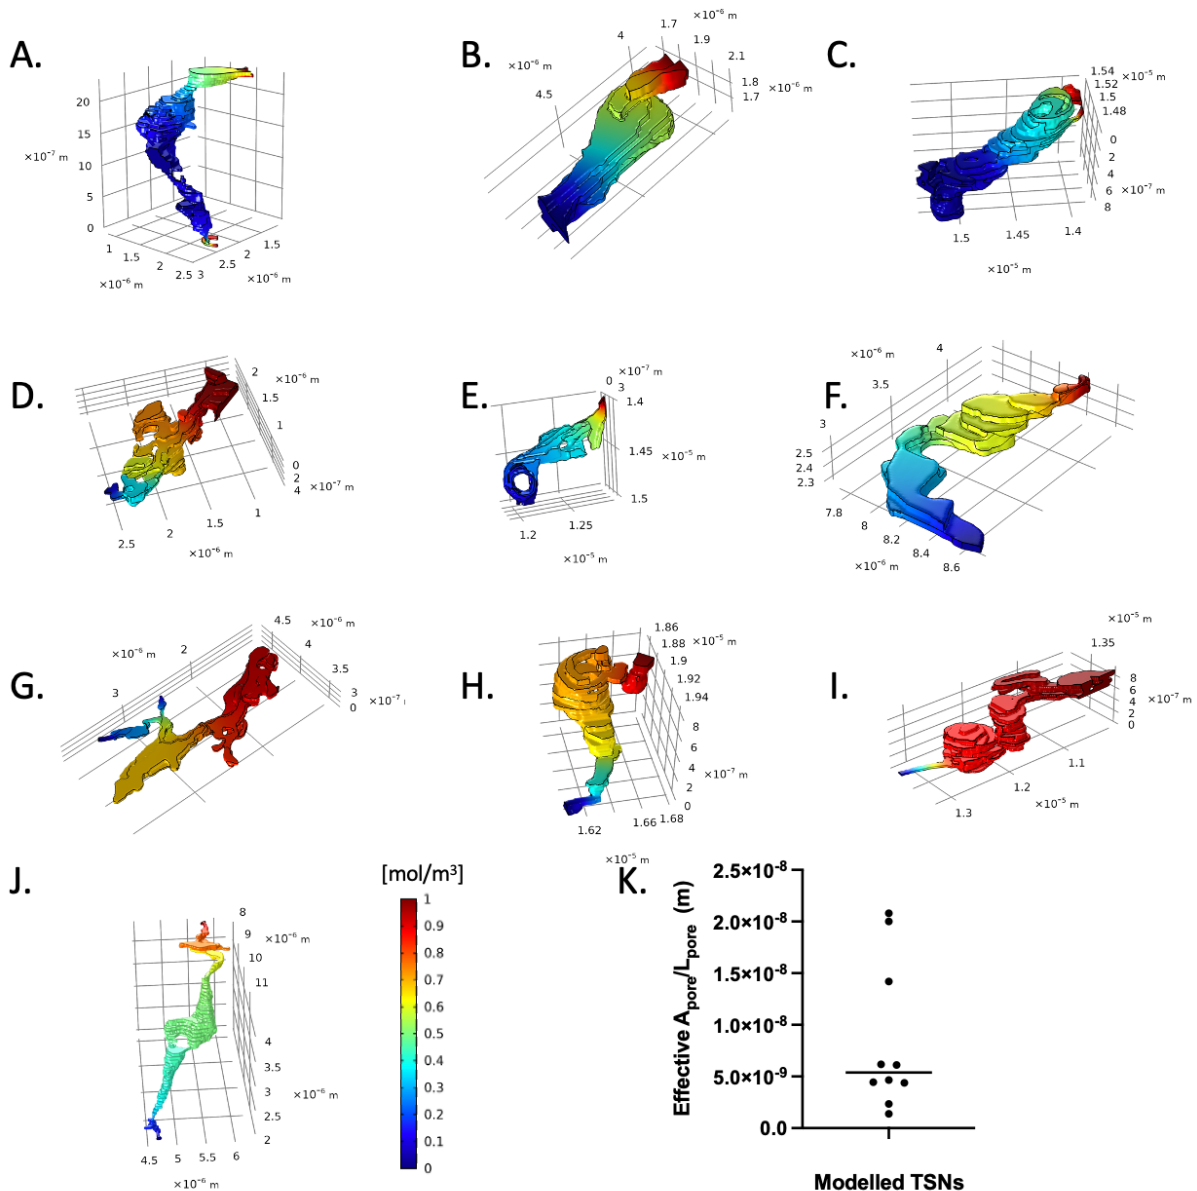 A.
20
15
×10⁻⁷ m
10
5
0
1
1.5
2
2.5
3
2.5
2
1.5
×10⁻⁶ m
×10⁻⁶ m
B.
×10⁻⁶ m
4.5
4
1.7
×10⁻⁶ m
1.9
2.1
1.8
1.7
×10⁻⁶ m
C.
1.54
×10⁻⁵ m
1.52
1.5
1.48
0
2
4
6
×10⁻⁷ m
8
1.5
1.45
1.4
×10⁻⁵ m
D.
2
×10⁻⁶ m
1.5
1
0
2
4
×10⁻⁷ m
2.5
2
1.5
1
×10⁻⁶ m
E.
0
×10⁻⁷ m
3
1.4
1.45
×10⁻⁵ m
1.5
1.2
1.25
×10⁻⁵ m
F.
×10⁻⁶ m
4
3.5
3
2.5
2.4
2.3
7.8
8
8.2
8.4
8.6
×10⁻⁶ m
G.
×10⁻⁶ m
3
2
4.5
×10⁻⁶ m
4
3.5
3
0
×10⁻⁷
H.
1.86
1.88
×10⁻⁵ m
1.9
1.92
1.94
8
6
4
×10⁻⁷ m
2
0
1.62
1.66
1.68
×10⁻⁵ m
I.
×10⁻⁵ m
1.35
8
6
×10⁻⁷ m
4
2
0
1.3
1.2
1.1
×10⁻⁵ m
J.
8
9
×10⁻⁶ m
10
11
4
3.5
3
×10⁻⁶ m
2.5
2
4.5
5
5.5
6
×10⁻⁶ m
[mol/m³]
1
0.9
0.8
0.7
0.6
0.5
0.4
0.3
0.2
0.1
0
K.
Effective Apore/Lpore (m)
2.5×10⁻⁸
2.0×10⁻⁸
1.5×10⁻⁸
1.0×10⁻⁸
5.0×10⁻⁹
0.0
Modelled TSNs